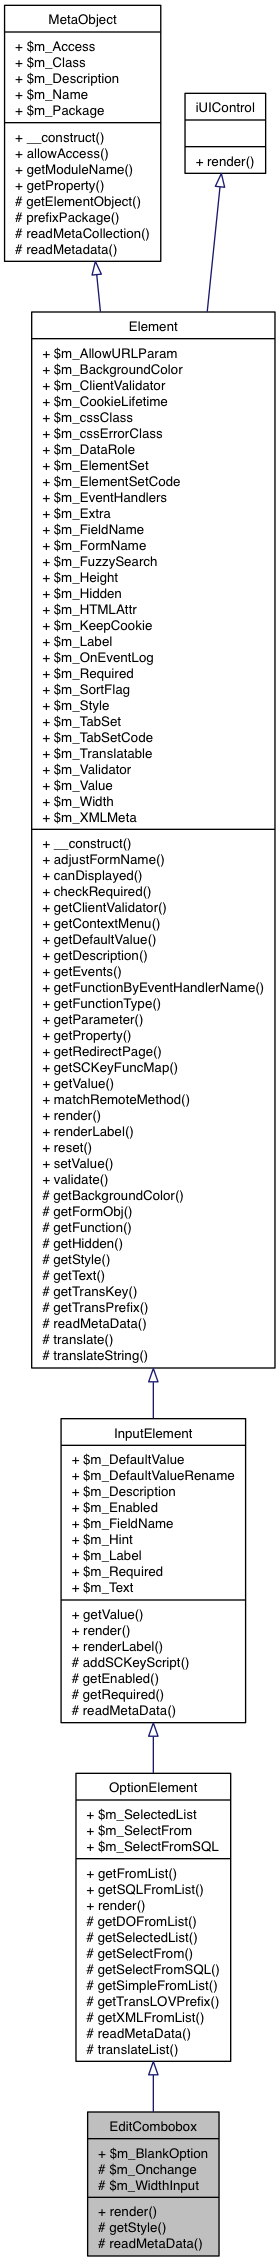 MetaObject
+ $m_Access
+ $m_Class
+ $m_Description
+ $m_Name
+ $m_Package
+ __construct()
+ allowAccess()
+ getModuleName()
+ getProperty()
# getElementObject()
# prefixPackage()
# readMetaCollection()
# readMetadata()
iUIControl
+ render()
Element
+ $m_AllowURLParam
+ $m_BackgroundColor
+ $m_ClientValidator
+ $m_CookieLifetime
+ $m_cssClass
+ $m_cssErrorClass
+ $m_DataRole
+ $m_ElementSet
+ $m_ElementSetCode
+ $m_EventHandlers
+ $m_Extra
+ $m_FieldName
+ $m_FormName
+ $m_FuzzySearch
+ $m_Height
+ $m_Hidden
+ $m_HTMLAttr
+ $m_KeepCookie
+ $m_Label
+ $m_OnEventLog
+ $m_Required
+ $m_SortFlag
+ $m_Style
+ $m_TabSet
+ $m_TabSetCode
+ $m_Translatable
+ $m_Validator
+ $m_Value
+ $m_Width
+ $m_XMLMeta
+ __construct()
+ adjustFormName()
+ canDisplayed()
+ checkRequired()
+ getClientValidator()
+ getContextMenu()
+ getDefaultValue()
+ getDescription()
+ getEvents()
+ getFunctionByEventHandlerName()
+ getFunctionType()
+ getParameter()
+ getProperty()
+ getRedirectPage()
+ getSCKeyFuncMap()
+ getValue()
+ matchRemoteMethod()
+ render()
+ renderLabel()
+ reset()
+ setValue()
+ validate()
# getBackgroundColor()
# getFormObj()
# getFunction()
# getHidden()
# getStyle()
# getText()
# getTransKey()
# getTransPrefix()
# readMetaData()
# translate()
# translateString()
InputElement
+ $m_DefaultValue
+ $m_DefaultValueRename
+ $m_Description
+ $m_Enabled
+ $m_FieldName
+ $m_Hint
+ $m_Label
+ $m_Required
+ $m_Text
+ getValue()
+ render()
+ renderLabel()
# addSCKeyScript()
# getEnabled()
# getRequired()
# readMetaData()
OptionElement
+ $m_SelectedList
+ $m_SelectFrom
+ $m_SelectFromSQL
+ getFromList()
+ getSQLFromList()
+ render()
# getDOFromList()
# getSelectedList()
# getSelectFrom()
# getSelectFromSQL()
# getSimpleFromList()
# getTransLOVPrefix()
# getXMLFromList()
# readMetaData()
# translateList()
EditCombobox
+ $m_BlankOption
# $m_Onchange
# $m_WidthInput
+ render()
# getStyle()
# readMetaData()